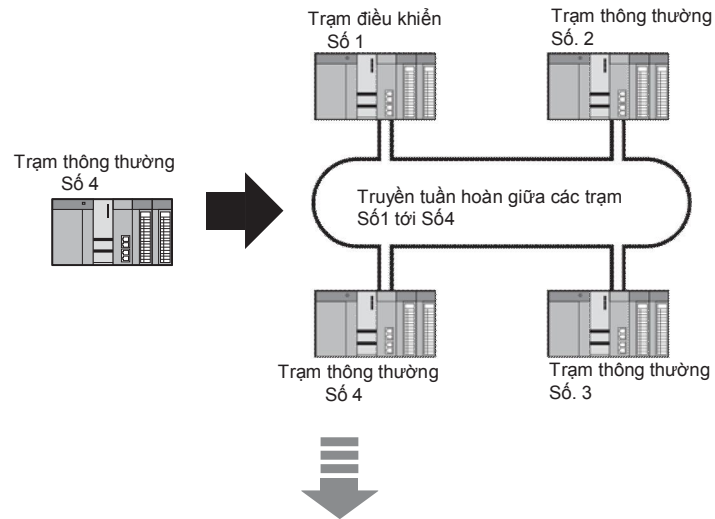 Trạm điều khiển
Số 1
Trạm thông thường
Số. 2
Trạm thông thường
Số 4
Truyền tuần hoàn giữa các trạm
Số1 tới Số4
Trạm thông thường
Số 4
Trạm thông thường
Số. 3